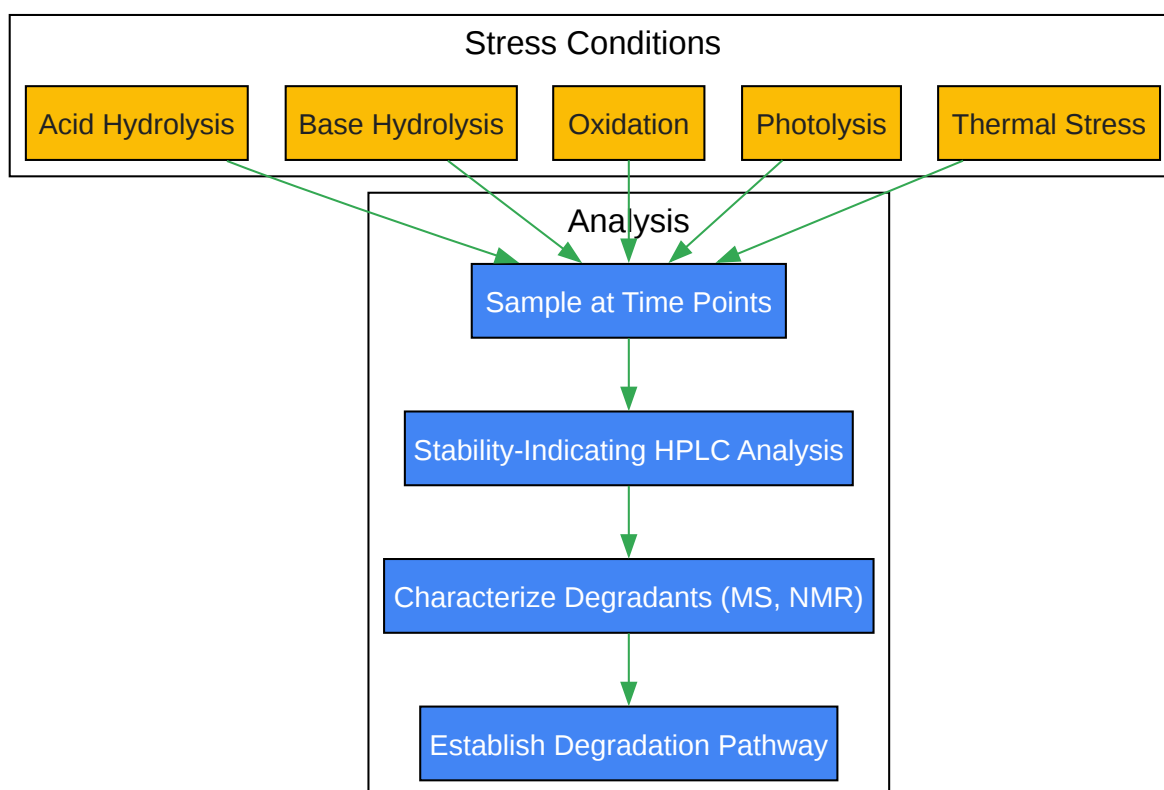 Stress Conditions
Acid Hydrolysis
Base Hydrolysis
Oxidation
Photolysis
Thermal Stress
Analysis
Sample at Time Points
Stability-Indicating HPLC Analysis
Characterize Degradants (MS, NMR)
Establish Degradation Pathway